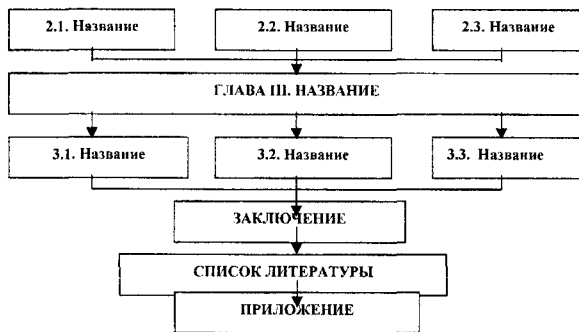 2.1. Название 2.2. Название 2.3. Название
ГЛАВА III. НАЗВАНИЕ
3.1. Название 3.2. Название 3.3. Название
ЗАКЛЮЧЕНИЕ
СПИСОК ЛИТЕРАТУРЫ
ПРИЛОЖЕНИЕ